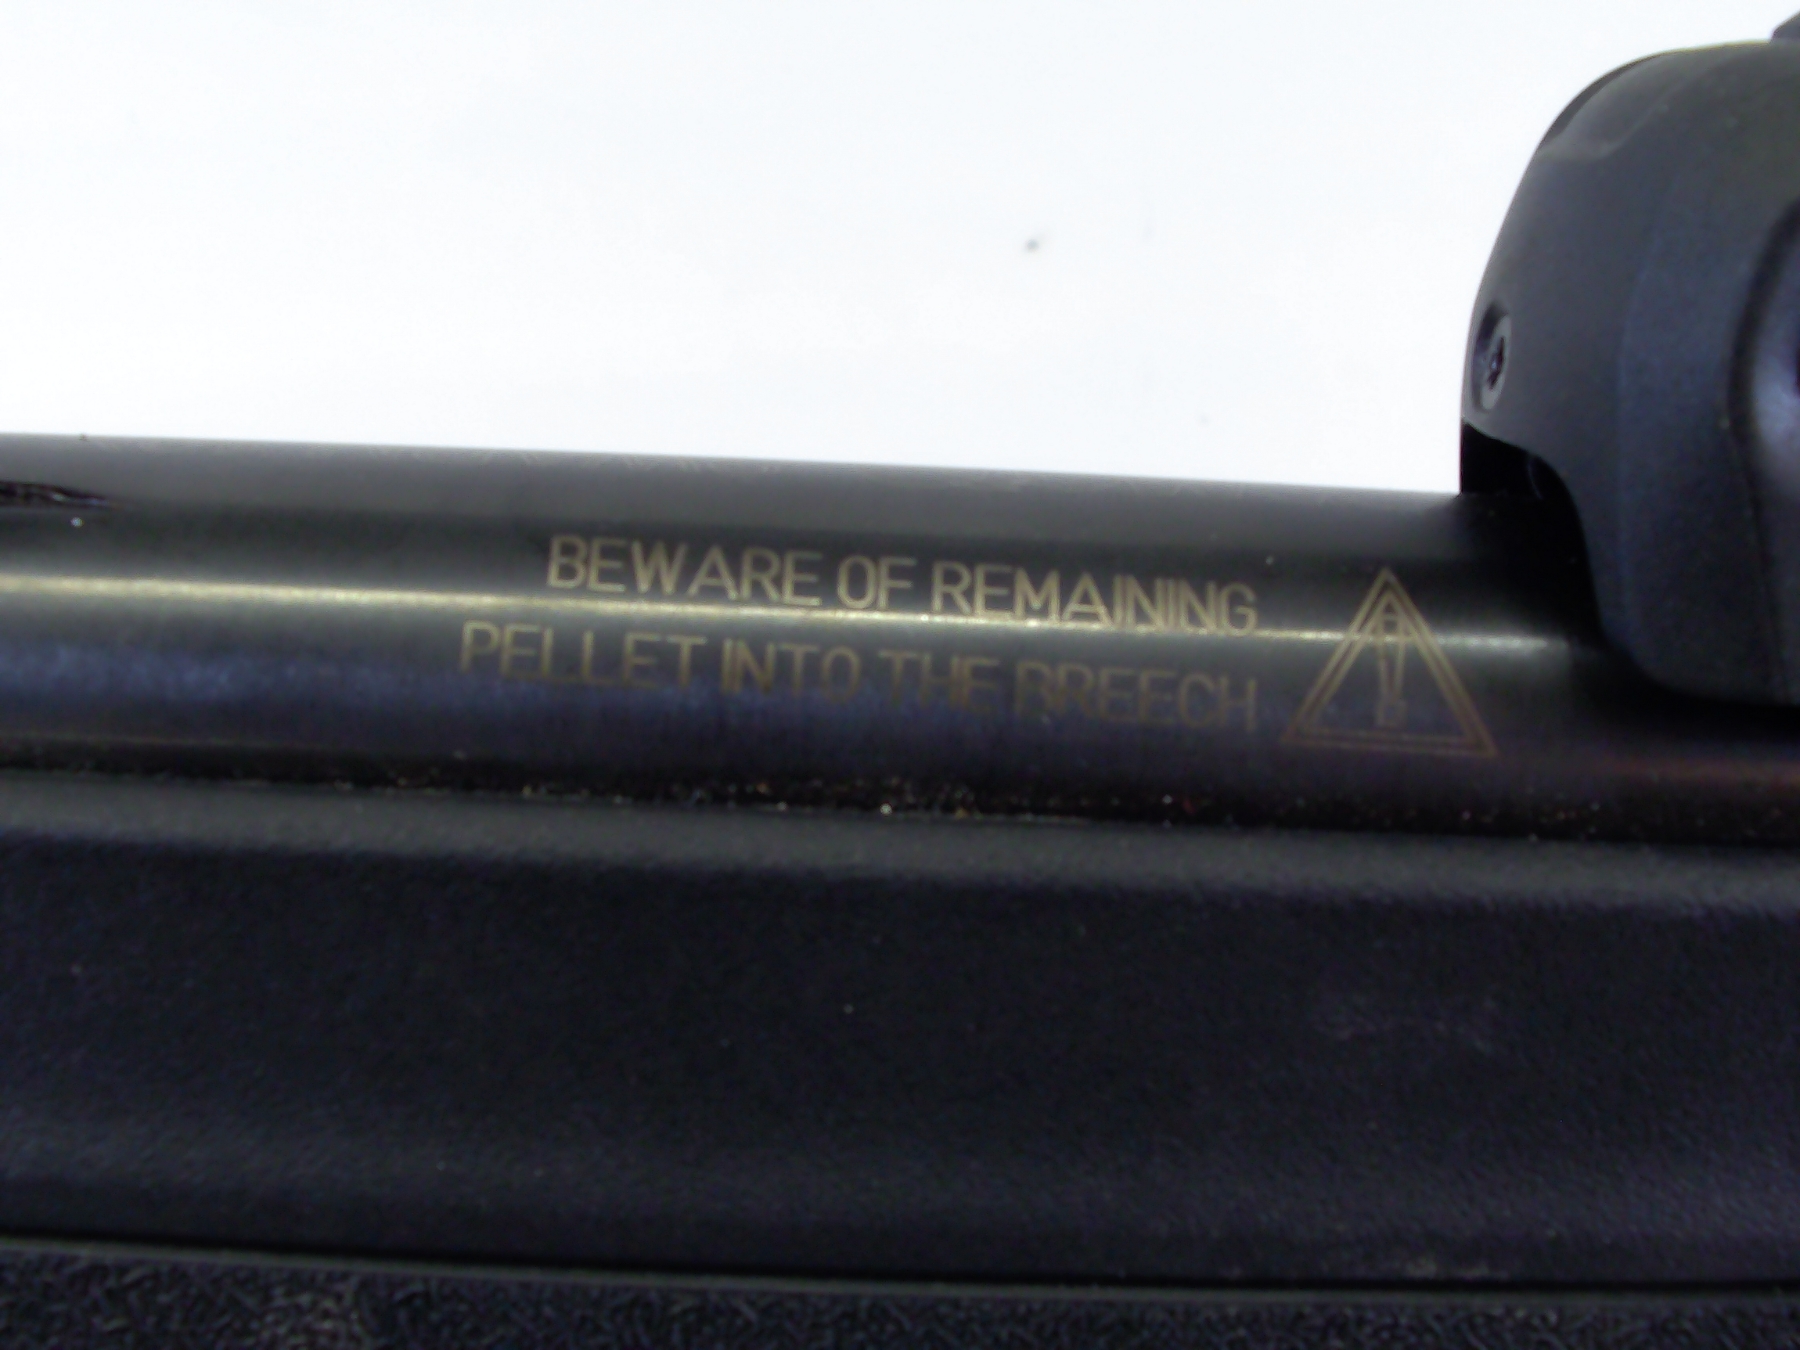 BEWARE OF REMAINING
PELLET INTO THE BREECH